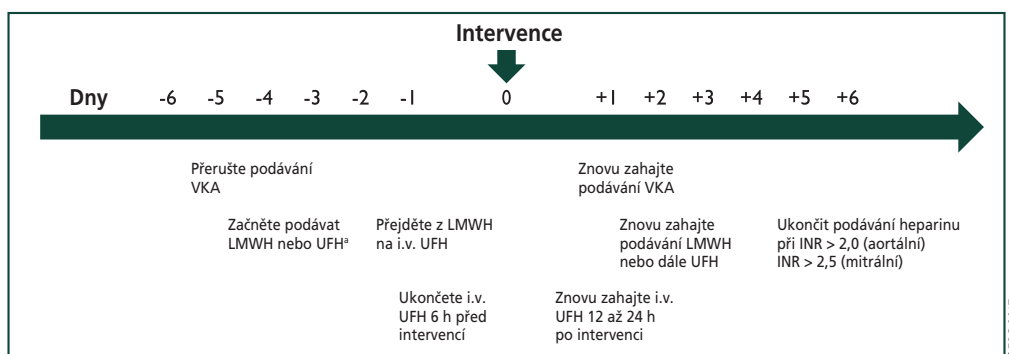 Intervence
Dny -6 -5 -4 -3 -2 -1 0 +1 +2 +3 +4 +5 +6
Přerušte podávání
VKA
Znovu zahajte
podávání VKA
Začněte podávat
LMWH nebo UFHª
Přejděte z LMWH
na i.v. UFH
Znovu zahajte
podávání LMWH
nebo dále UFH
Ukončit podávání heparinu
při INR > 2,0 (aortální)
INR > 2,5 (mitrální)
Ukončete i.v.
UFH 6 h před
intervencí
Znovu zahajte i.v.
UFH 12 až 24 h
po intervenci